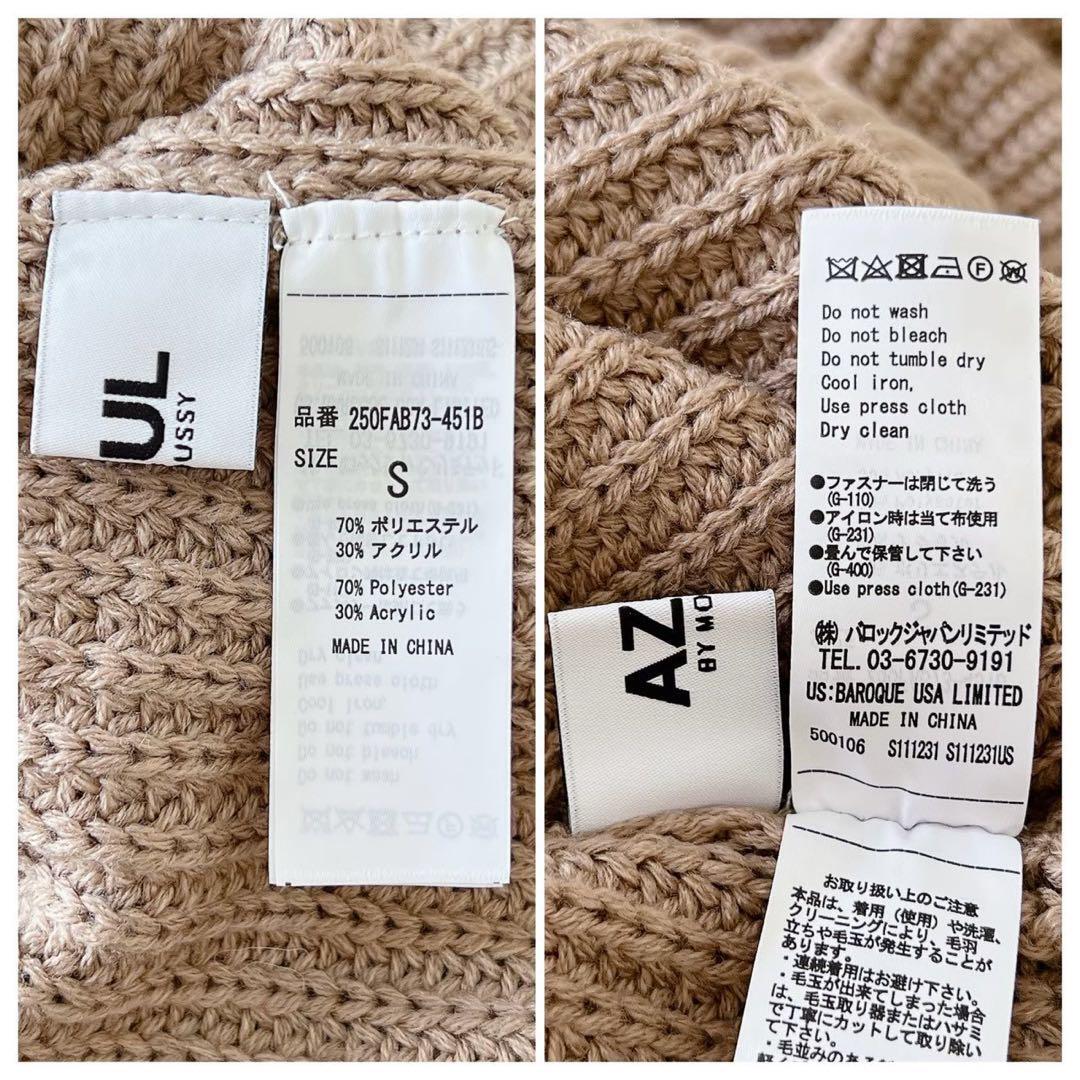 UL
OUSSY
品番 250FAB73-451B
SIZE
S
70% ポリエステル
30% アクリル
70% Polyester
30% Acrylic
MADE IN CHINA
AZ
BY MO
Do not wash
Do not bleach
Do not tumble dry
Cool iron,
Use press cloth
Dry clean
●ファスナーは閉じて洗う
(G-110)
●アイロン時は当て布使用
(G-231)
●畳んで保管して下さい
(G-400)
●Use press cloth(G-231)
㈱ バロックジャパンリミテッド
TEL. 03-6730-9191
US:BAROQUE USA LIMITED
MADE IN CHINA
500106 S111231 S111231US
お取り扱い上のご注意
本品は、着用（使用）や洗濯、
クリーニングにより、毛羽
立ちや毛玉が発生することが
あります。
・連続着用はお避け下さい。
・毛玉が出来てしまった場合
は、毛玉取り器またはハサミ
で丁寧にカットして取り除い
て下さい。
・毛並みのある